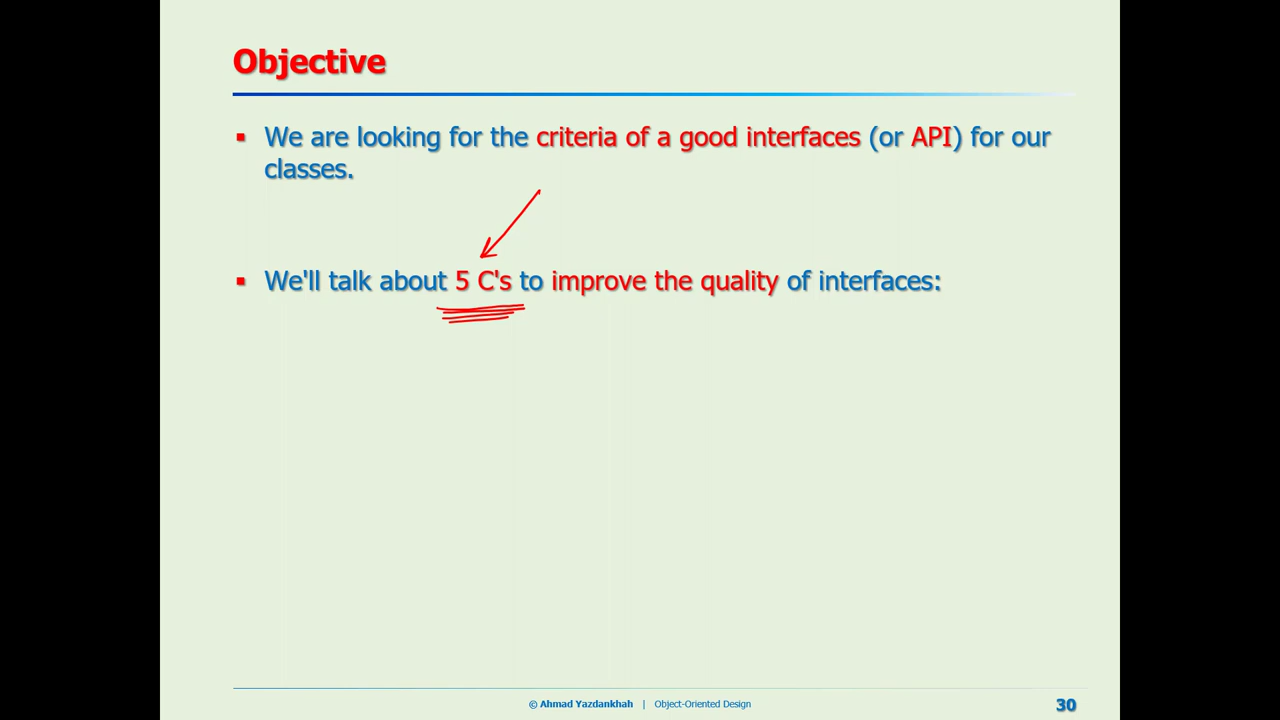 Objective
We are looking for the criteria of a good interfaces (or API) for our
classes.
We'll talk about 5 C's to improve the quality of interfaces:
© Ahmad Yazdankhah | Object-Oriented Design
30